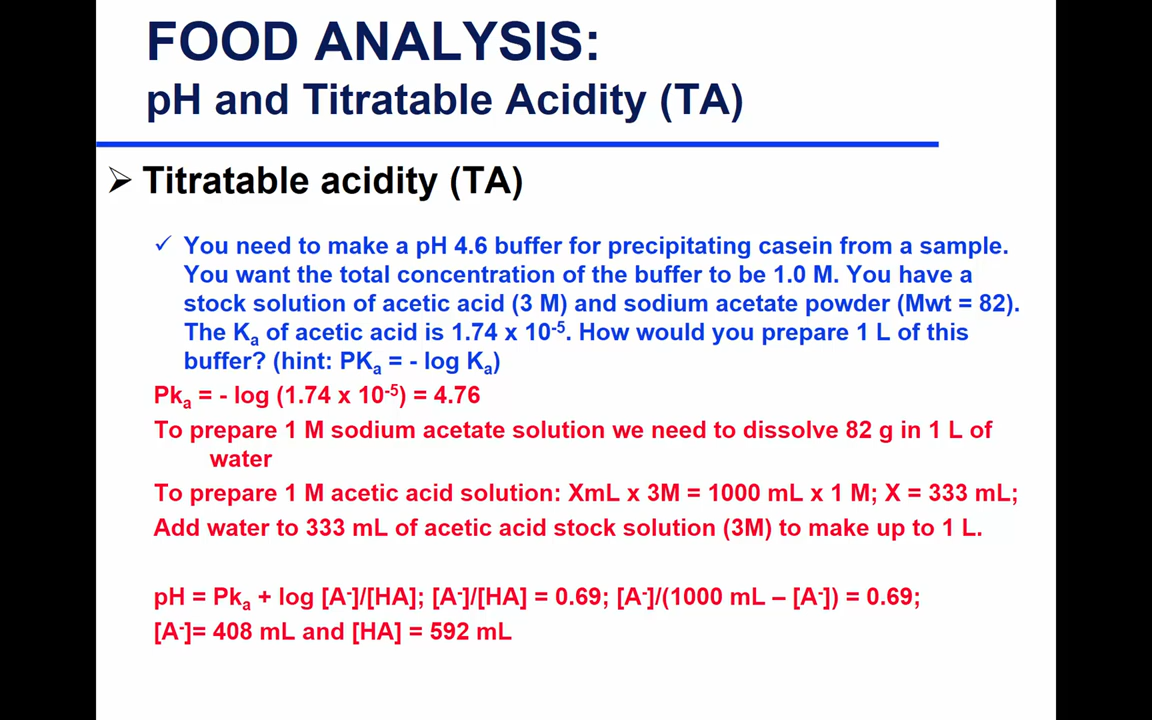 FOOD ANALYSIS:
pH and Titratable Acidity (TA)
➢ Titratable acidity (TA)
✓ You need to make a pH 4.6 buffer for precipitating casein from a sample.
You want the total concentration of the buffer to be 1.0 M. You have a
stock solution of acetic acid (3 M) and sodium acetate powder (Mwt = 82).
The Kₐ of acetic acid is 1.74 x 10⁻⁵. How would you prepare 1 L of this
buffer? (hint: PKₐ = - log Kₐ)
Pkₐ = - log (1.74 x 10⁻⁵) = 4.76
To prepare 1 M sodium acetate solution we need to dissolve 82 g in 1 L of
water
To prepare 1 M acetic acid solution: XmL x 3M = 1000 mL x 1 M; X = 333 mL;
Add water to 333 mL of acetic acid stock solution (3M) to make up to 1 L.
pH = Pkₐ + log [A⁻]/[HA]; [A⁻]/[HA] = 0.69; [A⁻]/(1000 mL – [A⁻]) = 0.69;
[A⁻]= 408 mL and [HA] = 592 mL